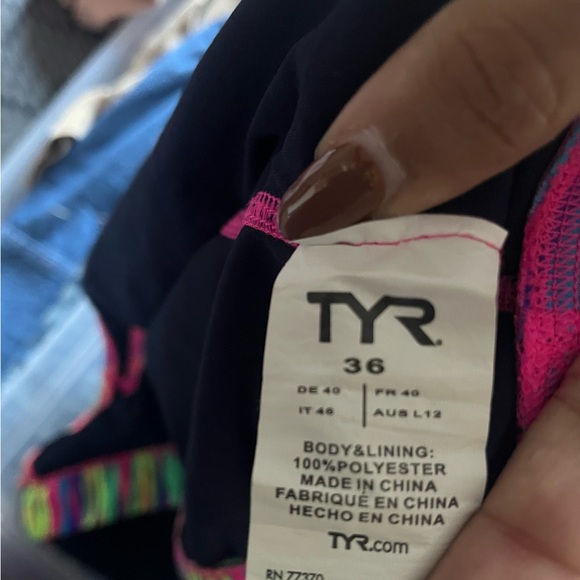 TYR
36
DE 40 | FR 40
IT 46 | AUS L12
BODY&LINING:
100%POLYESTER
MADE IN CHINA
FABRIQUÉ EN CHINA
HECHO EN CHINA
TYR.com
RN 77370